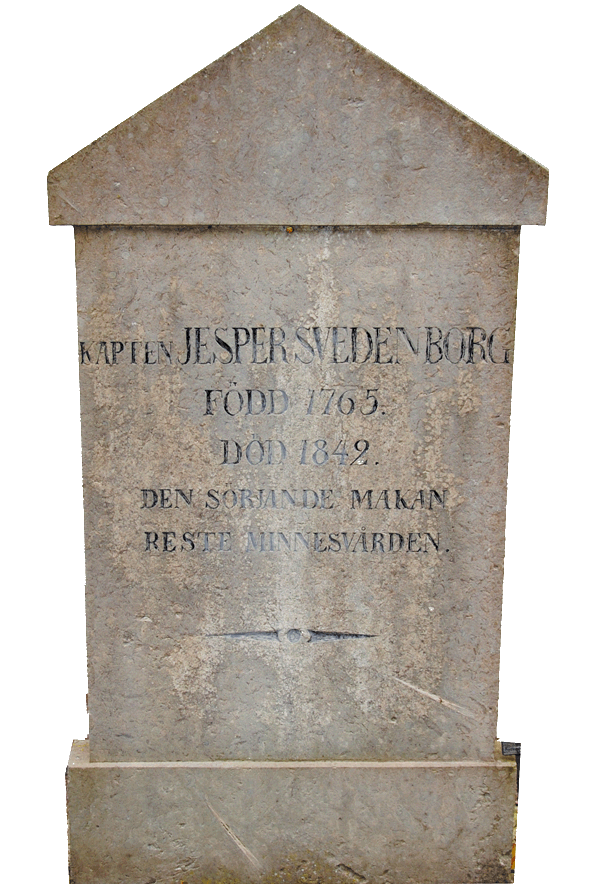 KAPTEN JESPER SVEDENBORG
FÖDD 1765.
DÖD 1842.
DEN SÖRJANDE MAKAN
RESTE MINNESVÅRDEN.